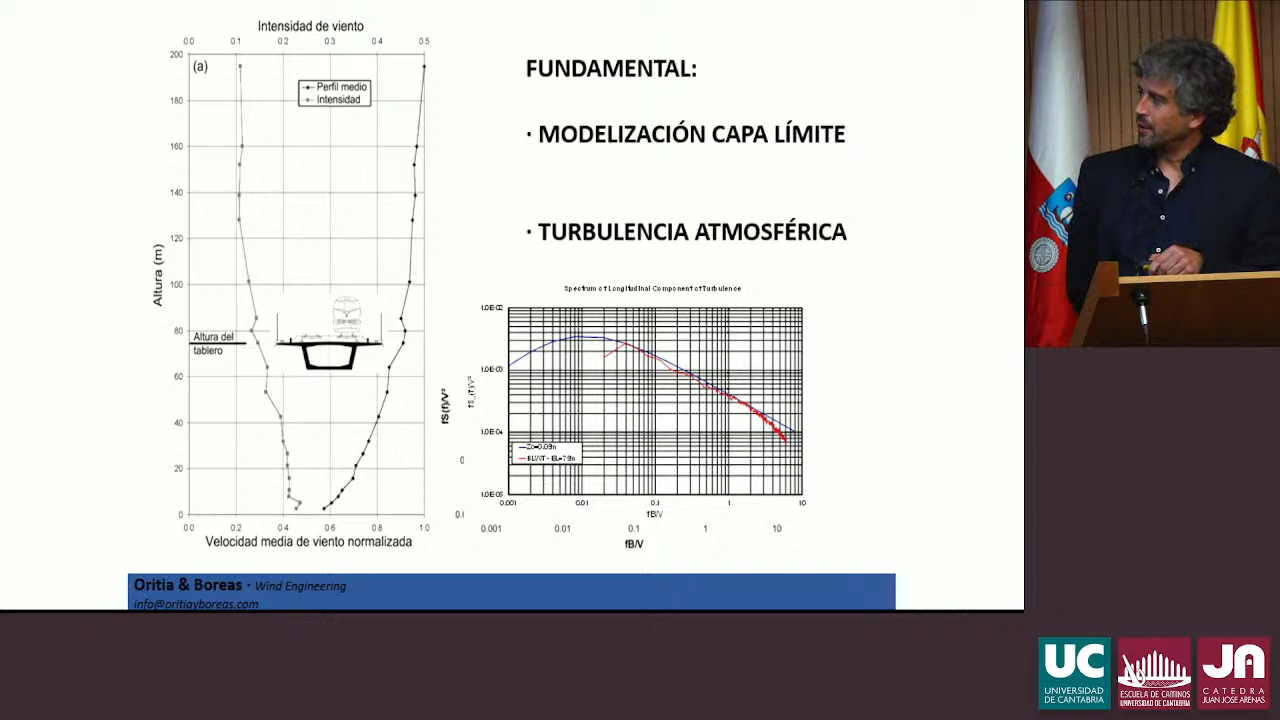 Intensidad de viento
0.0 0.1 0.2 0.3 0.4 0.5
(a)
Perfil medio
Intensidad
200
180
160
140
120
100
80
60
40
20
0
Altura (m)
Altura del
tablero
0.0 0.2 0.4 0.6 0.8 1.0
Velocidad media de viento normalizada
FUNDAMENTAL:
· MODELIZACIÓN CAPA LÍMITE
· TURBULENCIA ATMOSFÉRICA
Spectrum of Longitudinal Component of Turbulence
1.0E-02
1.0E-03
1.0E-04
1.0E-05
fS(f)/V²
Zo=0.03m
0.001 0.01 0.1 1 10
fB/V
0.001 0.01 0.1 1 10
fB/V
Oritia & Boreas · Wind Engineering
info@oritiayboreas.com
UC
UNIVERSIDAD
DE CANTABRIA
ESCUELA DE CAMINOS
UNIVERSIDAD DE CANTABRIA
JA
CATEDRA
JUAN JOSÉ ARENAS